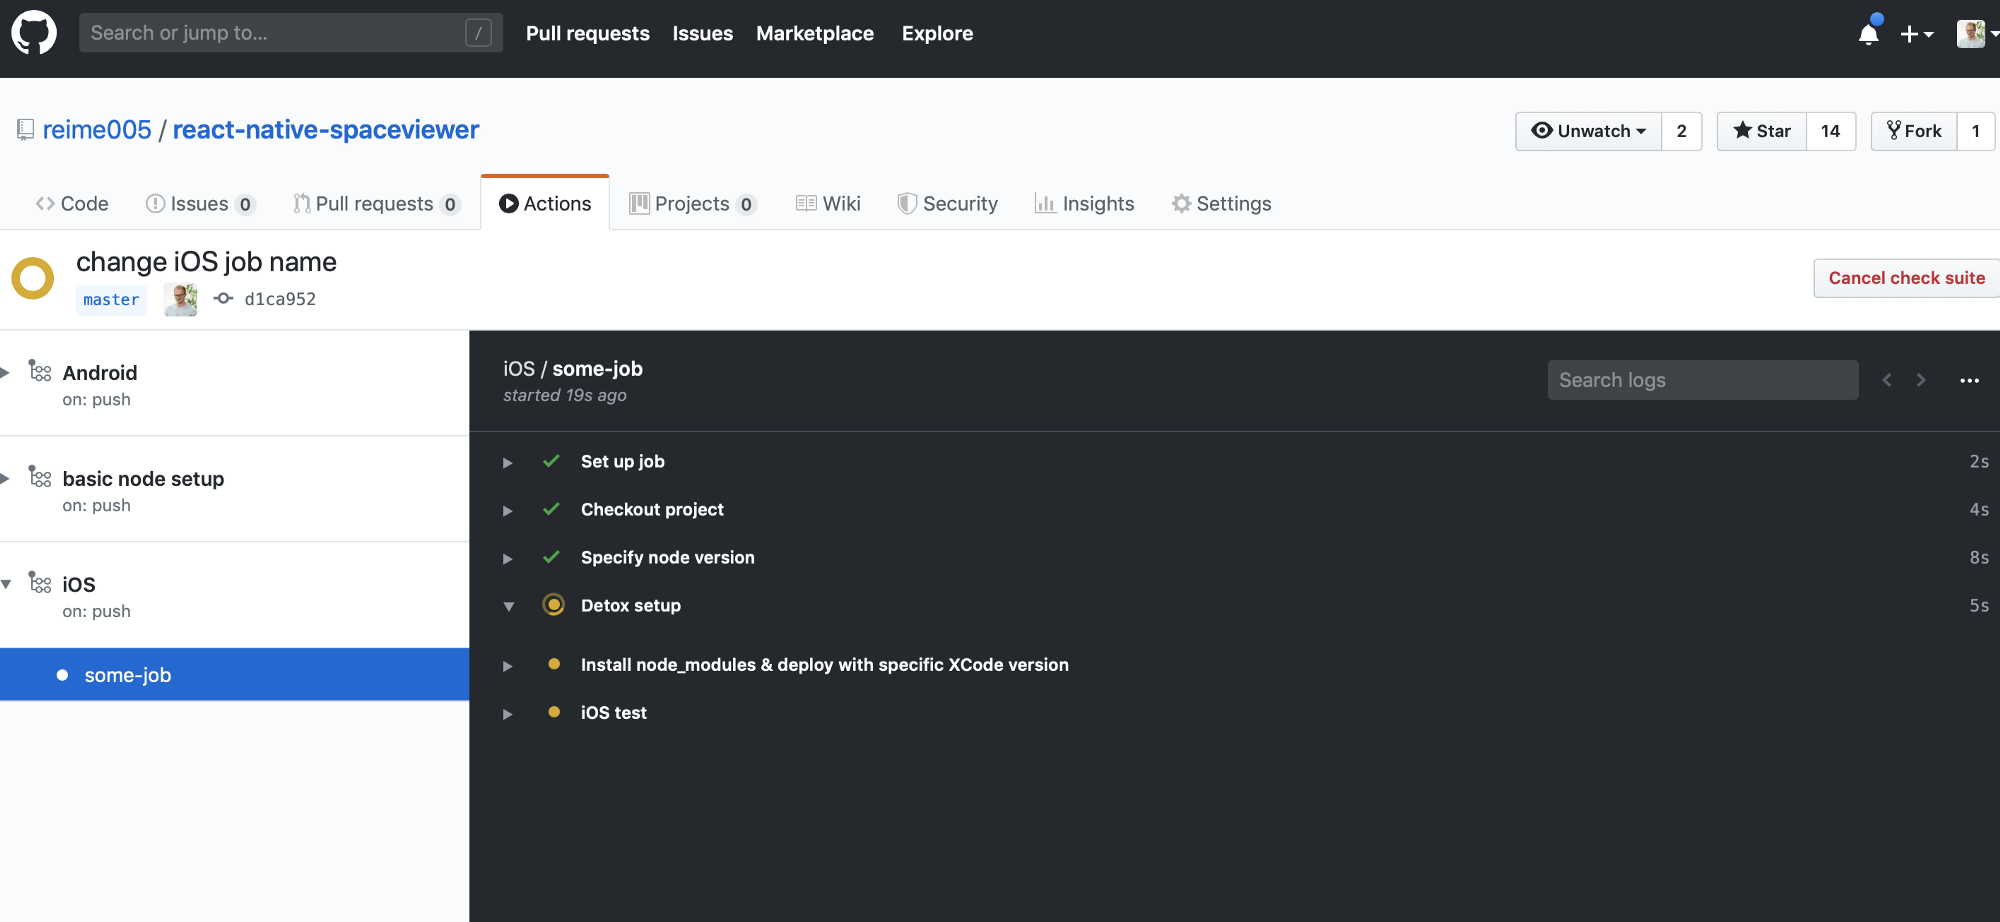 Search or jump to... /
Pull requests Issues Marketplace Explore
reime005 / react-native-spaceviewer
Unwatch 2 Star 14 Fork 1
Code Issues 0 Pull requests 0 Actions Projects 0 Wiki Security Insights Settings
change iOS job name
master d1ca952
Cancel check suite
Android
on: push
basic node setup
on: push
iOS
on: push
some-job
iOS / some-job
started 19s ago
Search logs
Set up job 2s
Checkout project 4s
Specify node version 8s
Detox setup 5s
Install node_modules & deploy with specific XCode version
iOS test